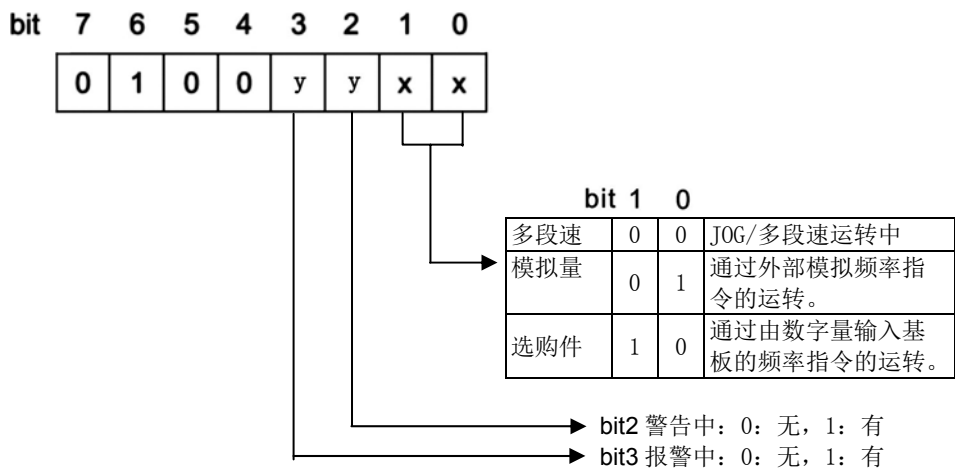 bit 7 6 5 4 3 2 1 0
0 1 0 0 y y x x
bit 1 0
多段速 0 0 JOG/多段速运转中
模拟量 0 1 通过外部模拟频率指
令的运转。
选购件 1 0 通过由数字量输入基
板的频率指令的运转。
bit2 警告中：0：无，1：有
bit3 报警中：0：无，1：有